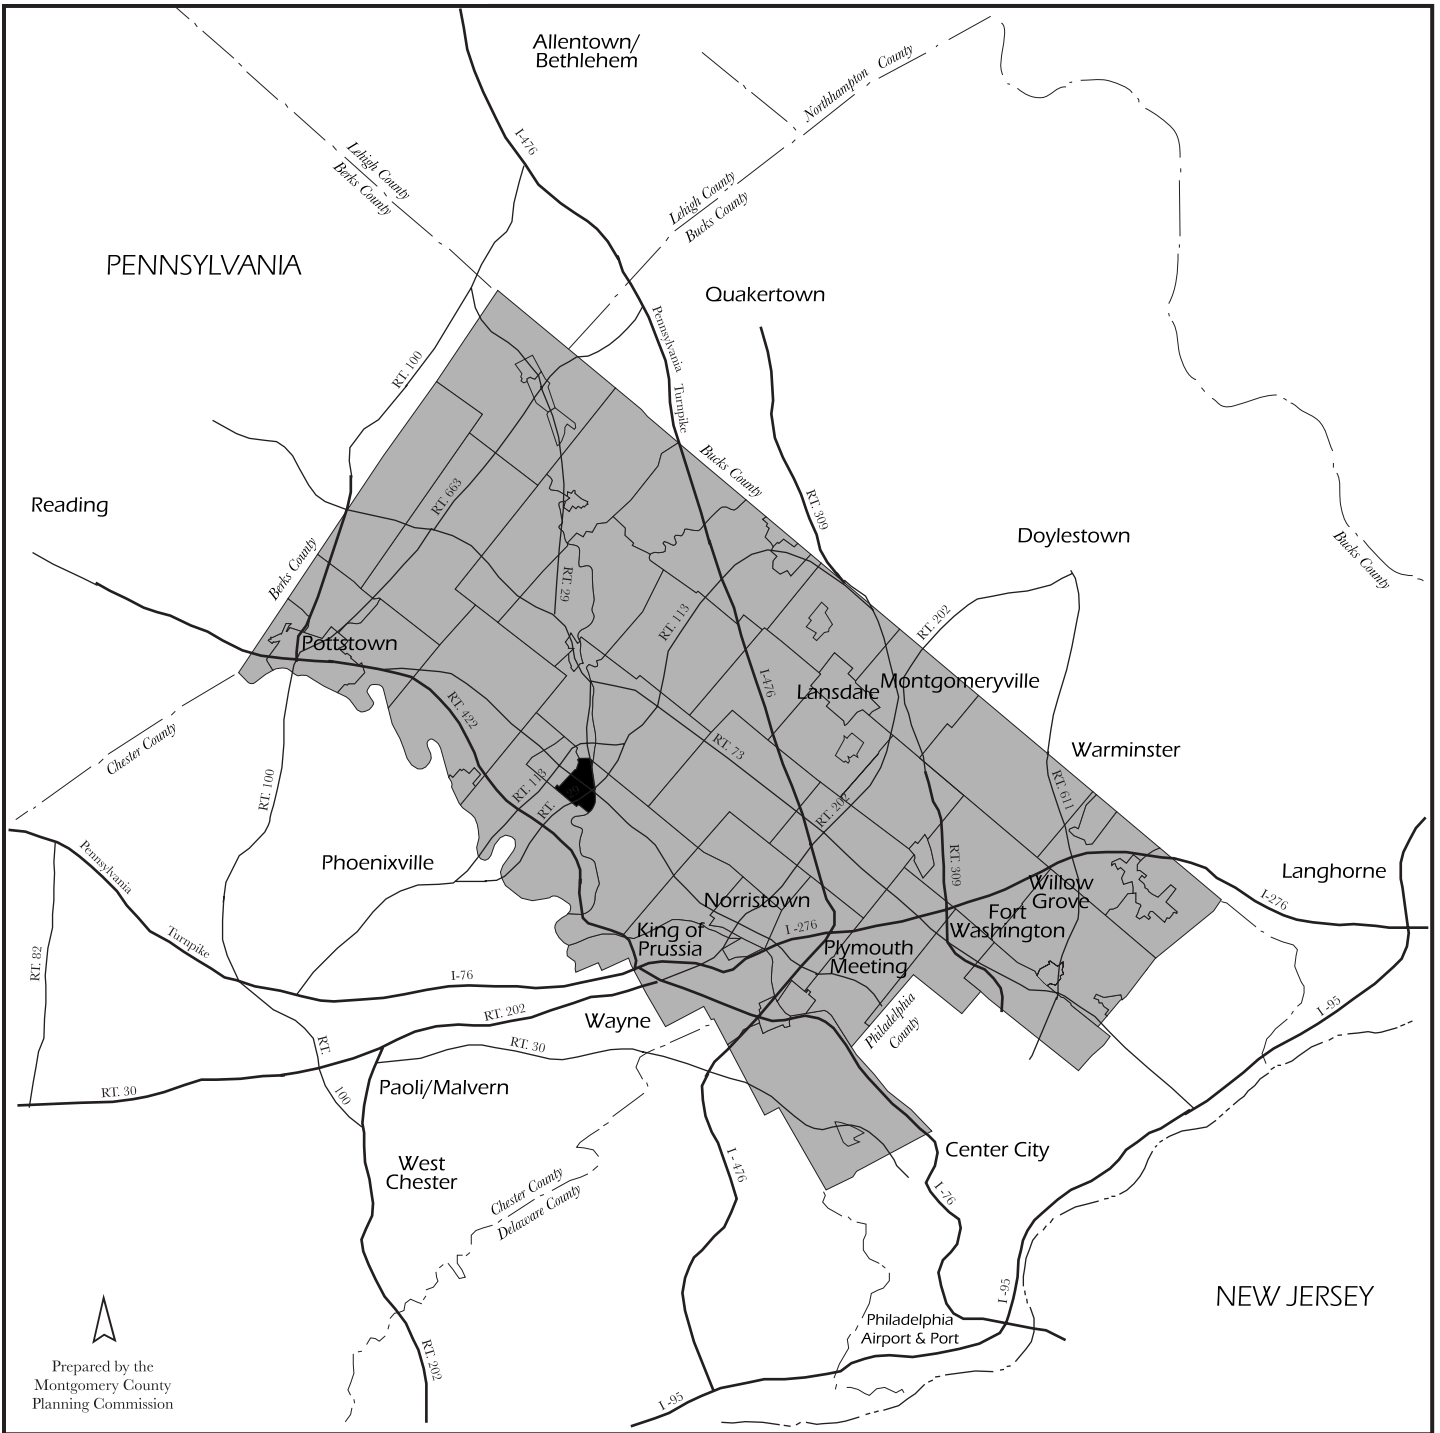 Allentown/
Bethlehem
Northhampton County
I-476
Lehigh County
Berks County
Lehigh County
Bucks County
PENNSYLVANIA
Quakertown
Pennsylvania Turnpike
RT. 100
Bucks County
RT. 663
RT. 309
Reading
Doylestown
Bucks County
Berks County
RT. 29
RT. 113
RT. 202
Pottstown
I-476
Lansdale
Montgomeryville
RT. 422
Chester County
RT. 73
Warminster
RT. 100
RT. 113
RT. 29
RT. 202
RT. 611
Pennsylvania
Turnpike
Phoenixville
RT. 309
Langhorne
Willow
Grove
I-276
Norristown
Fort
Washington
King of
Prussia
I-276
Plymouth
Meeting
RT. 82
I-76
Philadelphia
County
I-95
RT. 202
Wayne
RT.
100
RT. 30
RT. 30
Paoli/Malvern
Center City
West
Chester
I-476
I-76
Chester County
Delaware County
I-95
NEW JERSEY
Philadelphia
Airport & Port
RT. 202
I-95
Prepared by the
Montgomery County
Planning Commission